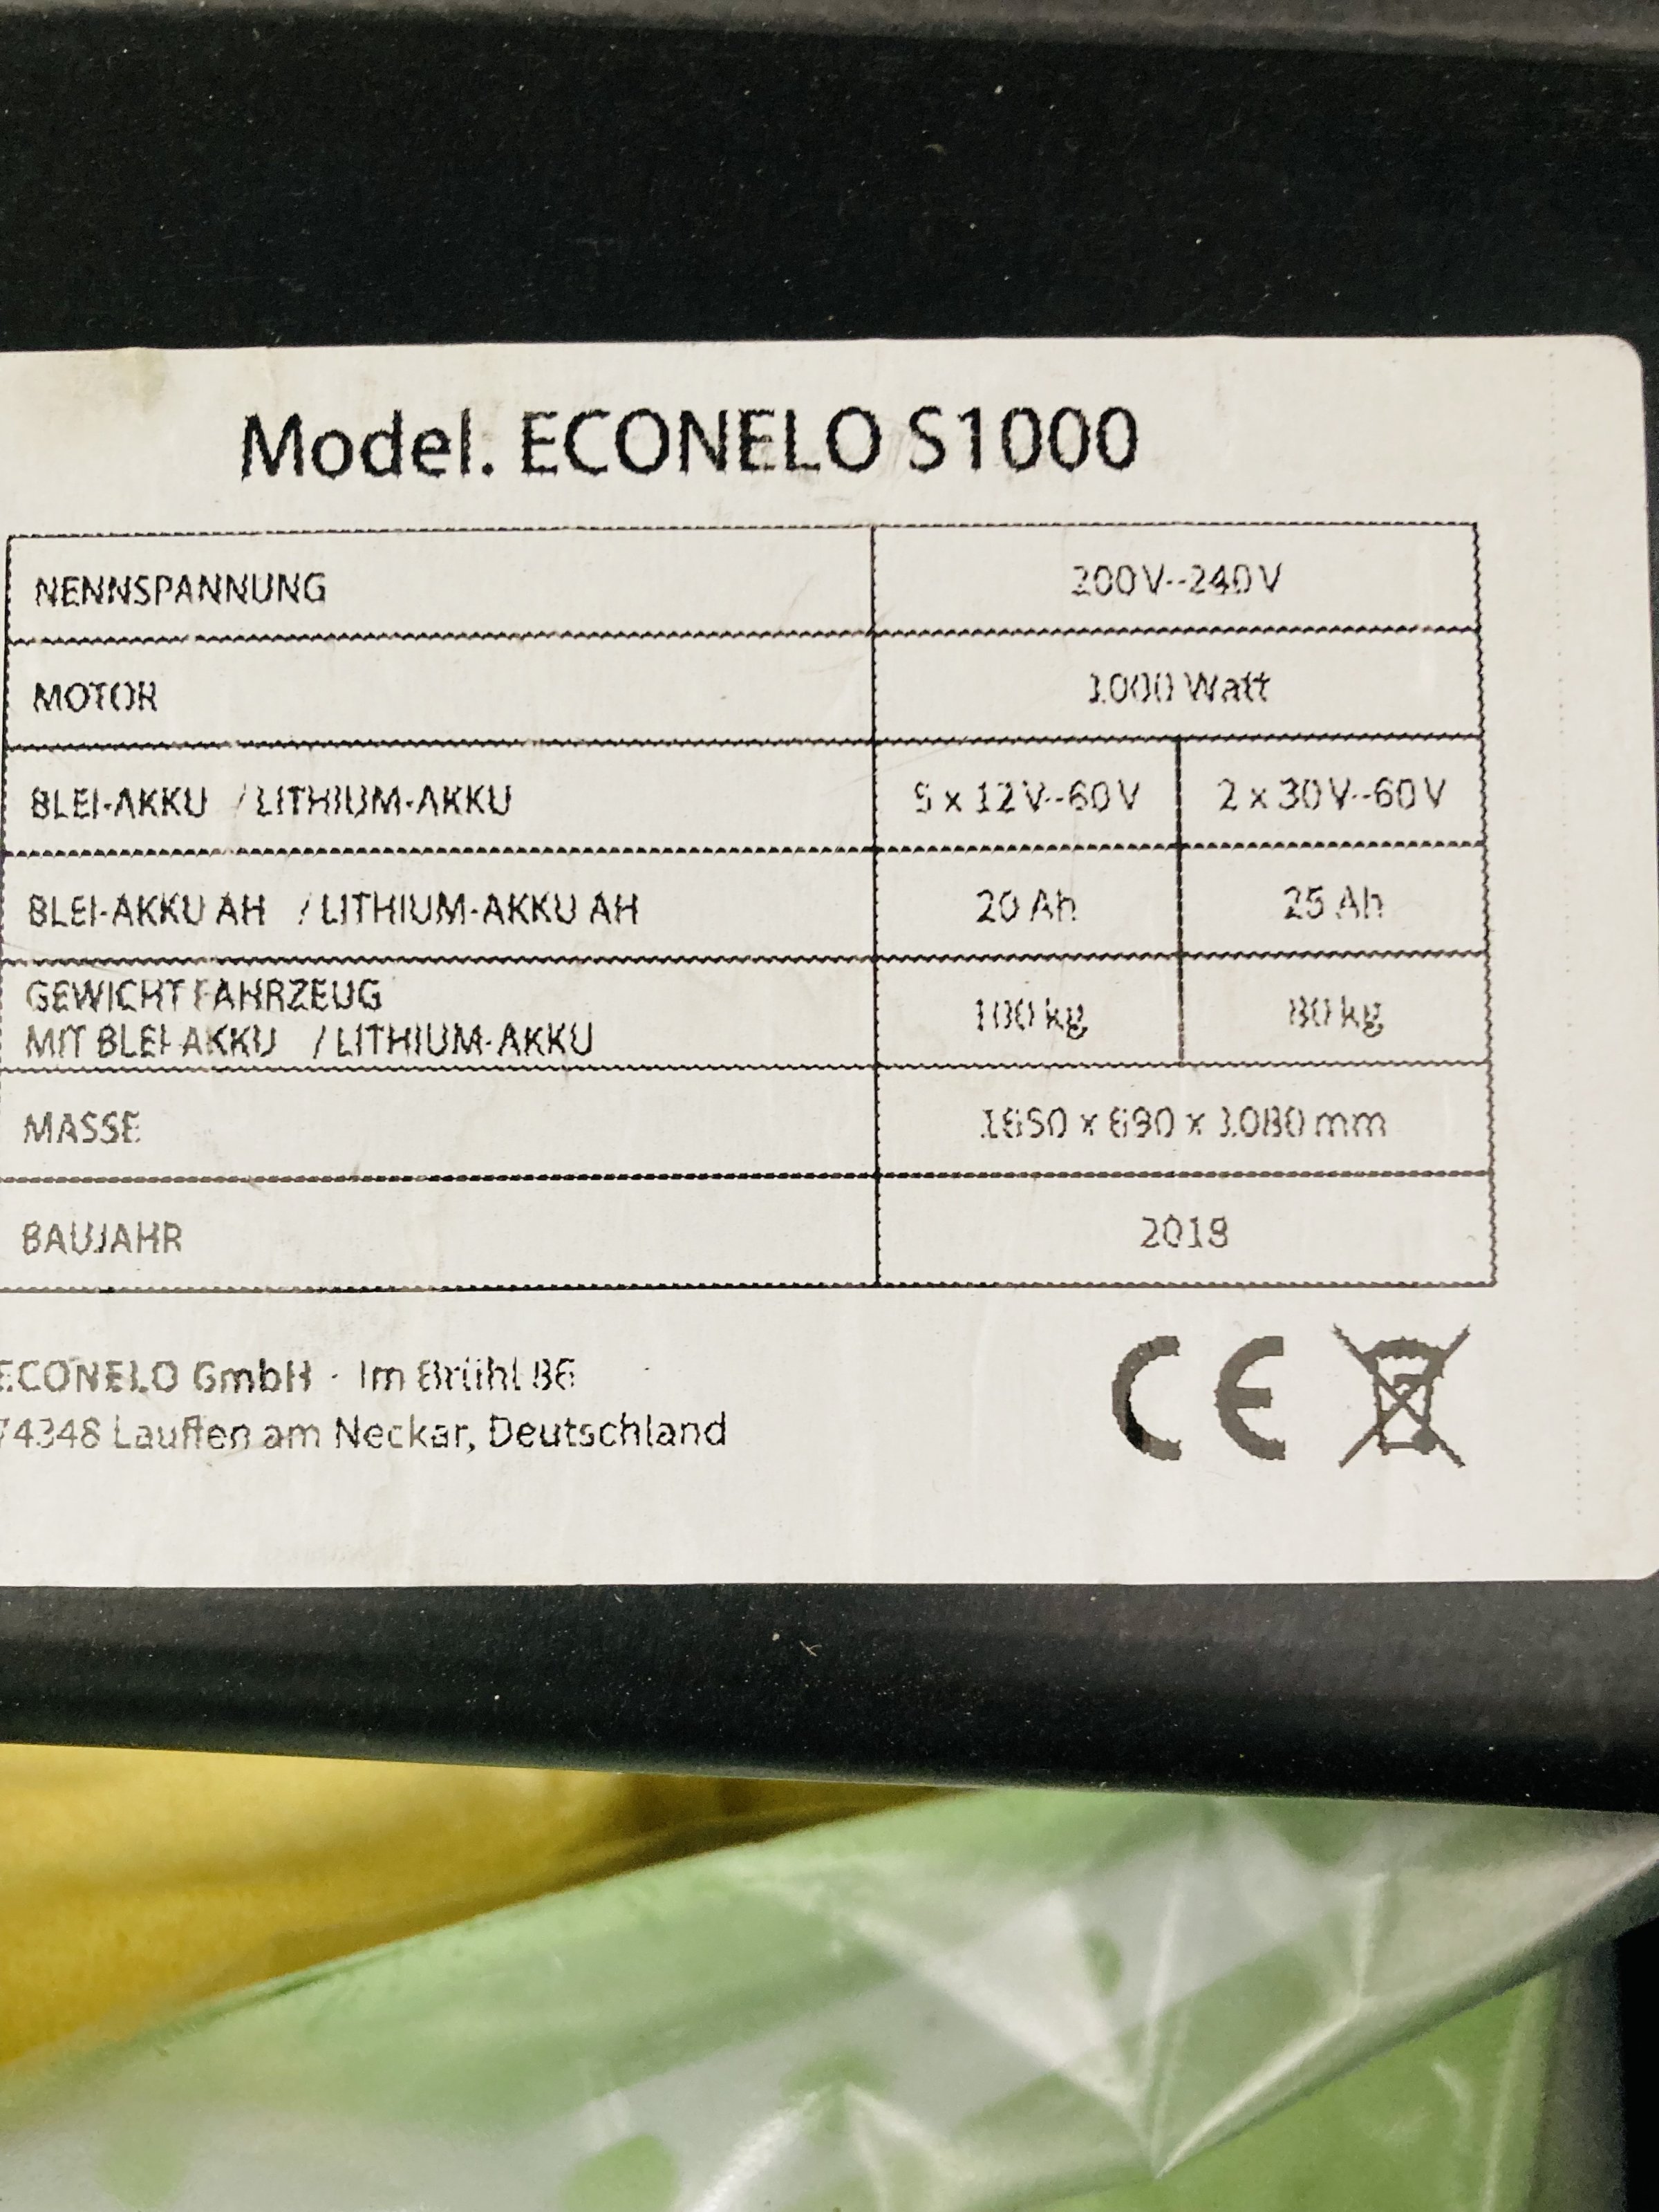 Model. ECONELO S1000
NENNSPANNUNG 200V--240V
MOTOR 1000 Watt
BLEI-AKKU / LITHIUM-AKKU 5 x 12V--60V 2 x 30V--60V
BLEI-AKKU AH / LITHIUM-AKKU AH 20 Ah 25 Ah
GEWICHT FAHRZEUG
MIT BLEI-AKKU / LITHIUM-AKKU 100 kg 80 kg
MASSE 1650 x 690 x 1080 mm
BAUJAHR 2018
ECONELO GmbH · Im Brühl 86
74348 Lauffen am Neckar, Deutschland
CE